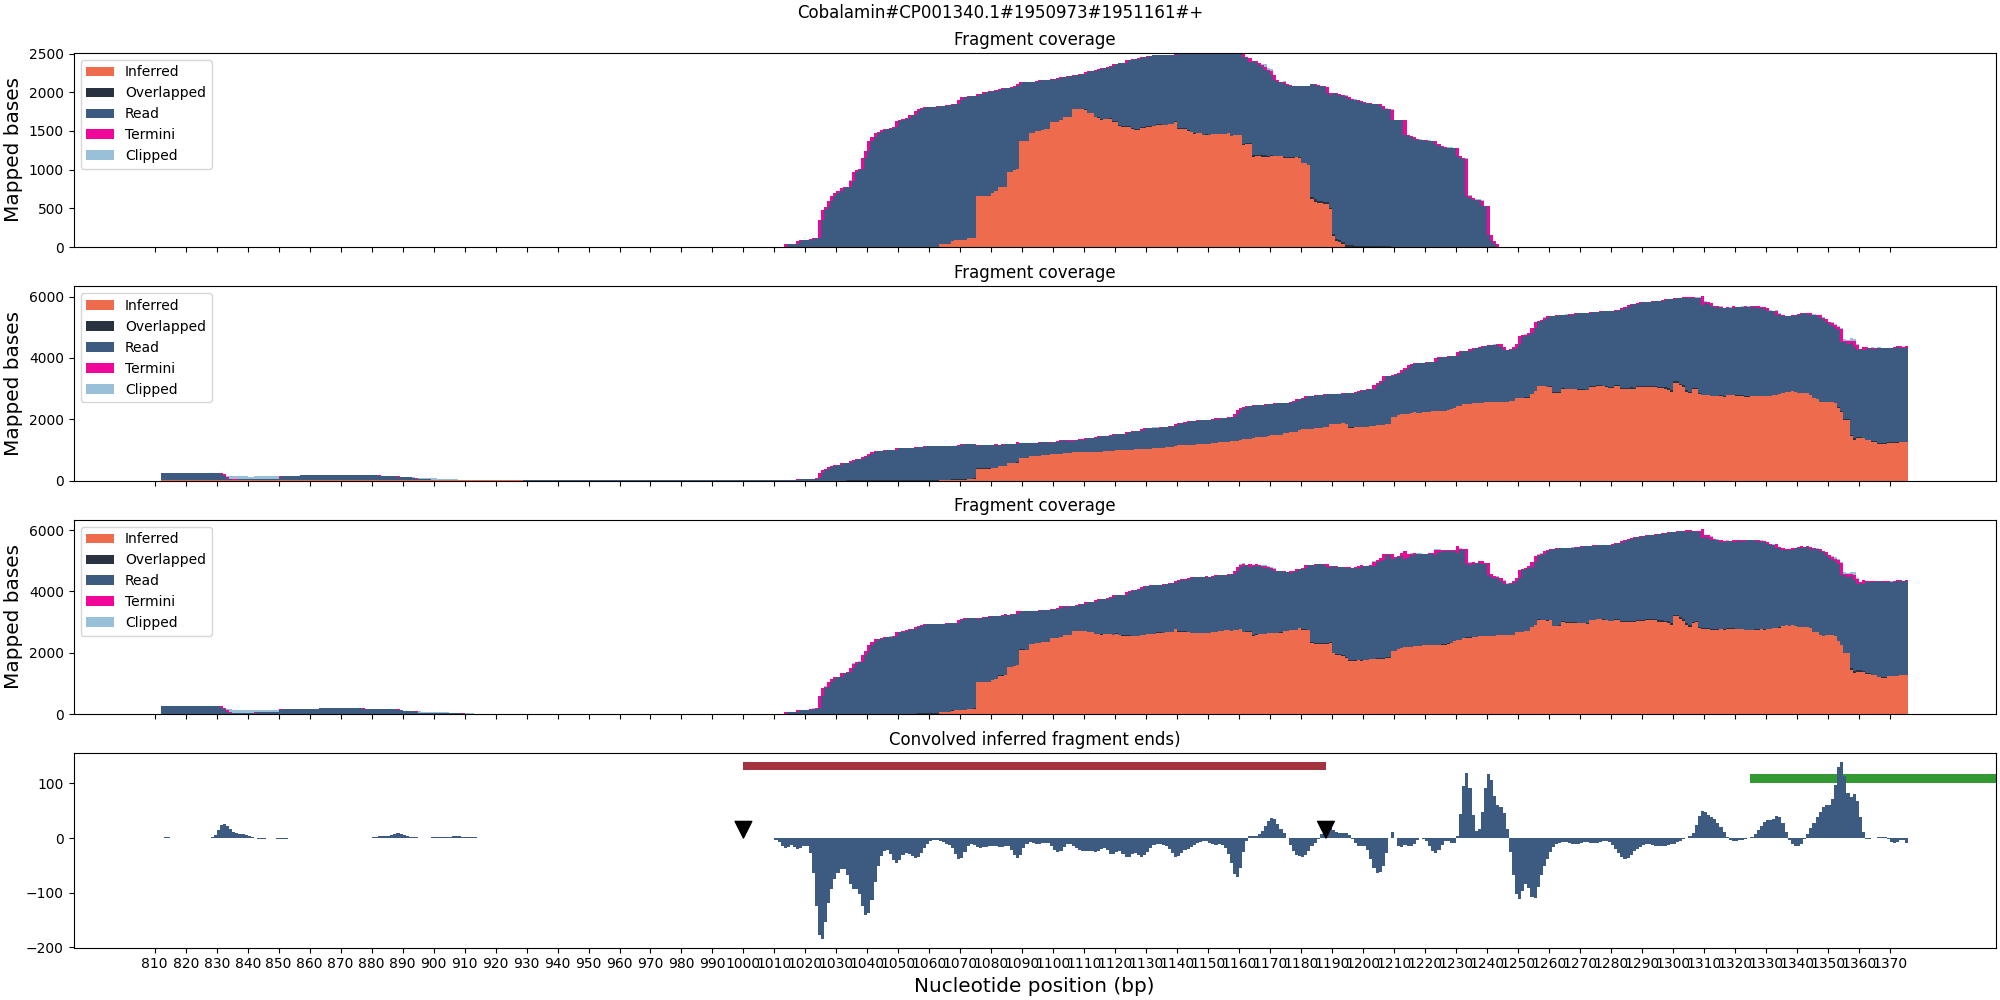 Cobalamin#CP001340.1#1950973#1951161#+
Fragment coverage
Mapped bases
2500
2000
1500
1000
500
0
Inferred
Overlapped
Read
Termini
Clipped
Fragment coverage
Mapped bases
6000
4000
2000
0
Inferred
Overlapped
Read
Termini
Clipped
Fragment coverage
Mapped bases
6000
4000
2000
0
Inferred
Overlapped
Read
Termini
Clipped
Convolved inferred fragment ends)
100
0
−100
−200
810 820 830 840 850 860 870 880 890 900 910 920 930 940 950 960 970 980 990 1000 1010 1020 1030 1040 1050 1060 1070 1080 1090 1100 1110 1120 1130 1140 1150 1160 1170 1180 1190 1200 1210 1220 1230 1240 1250 1260 1270 1280 1290 1300 1310 1320 1330 1340 1350 1360 1370
Nucleotide position (bp)